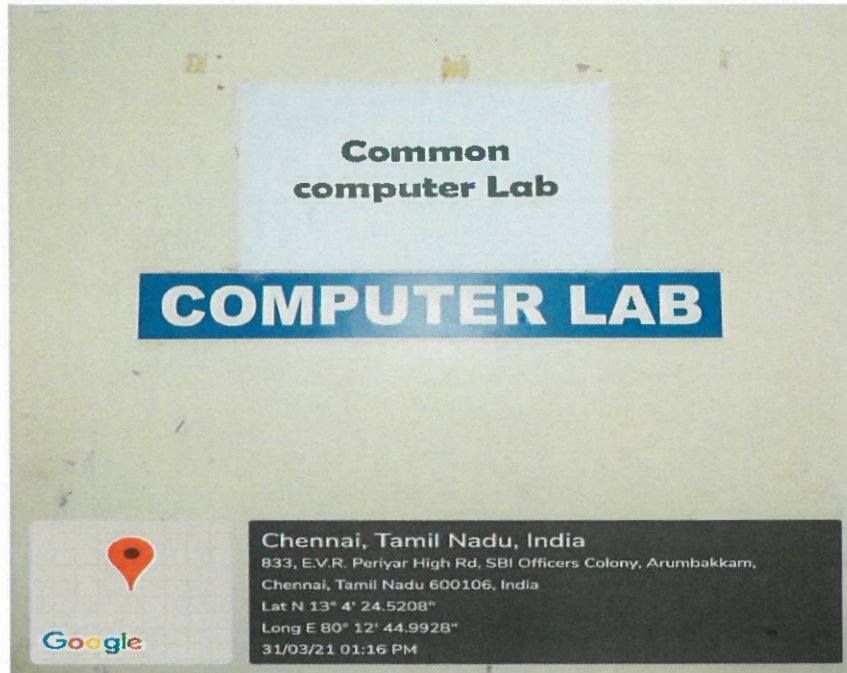 Common
computer Lab
COMPUTER LAB
Chennai, Tamil Nadu, India
833, E.V.R. Periyar High Rd, SBI Officers Colony, Arumbakkam,
Chennai, Tamil Nadu 600106, India
Lat N 13° 4' 24.5208"
Long E 80° 12' 44.9928"
31/03/21 01:16 PM
Google